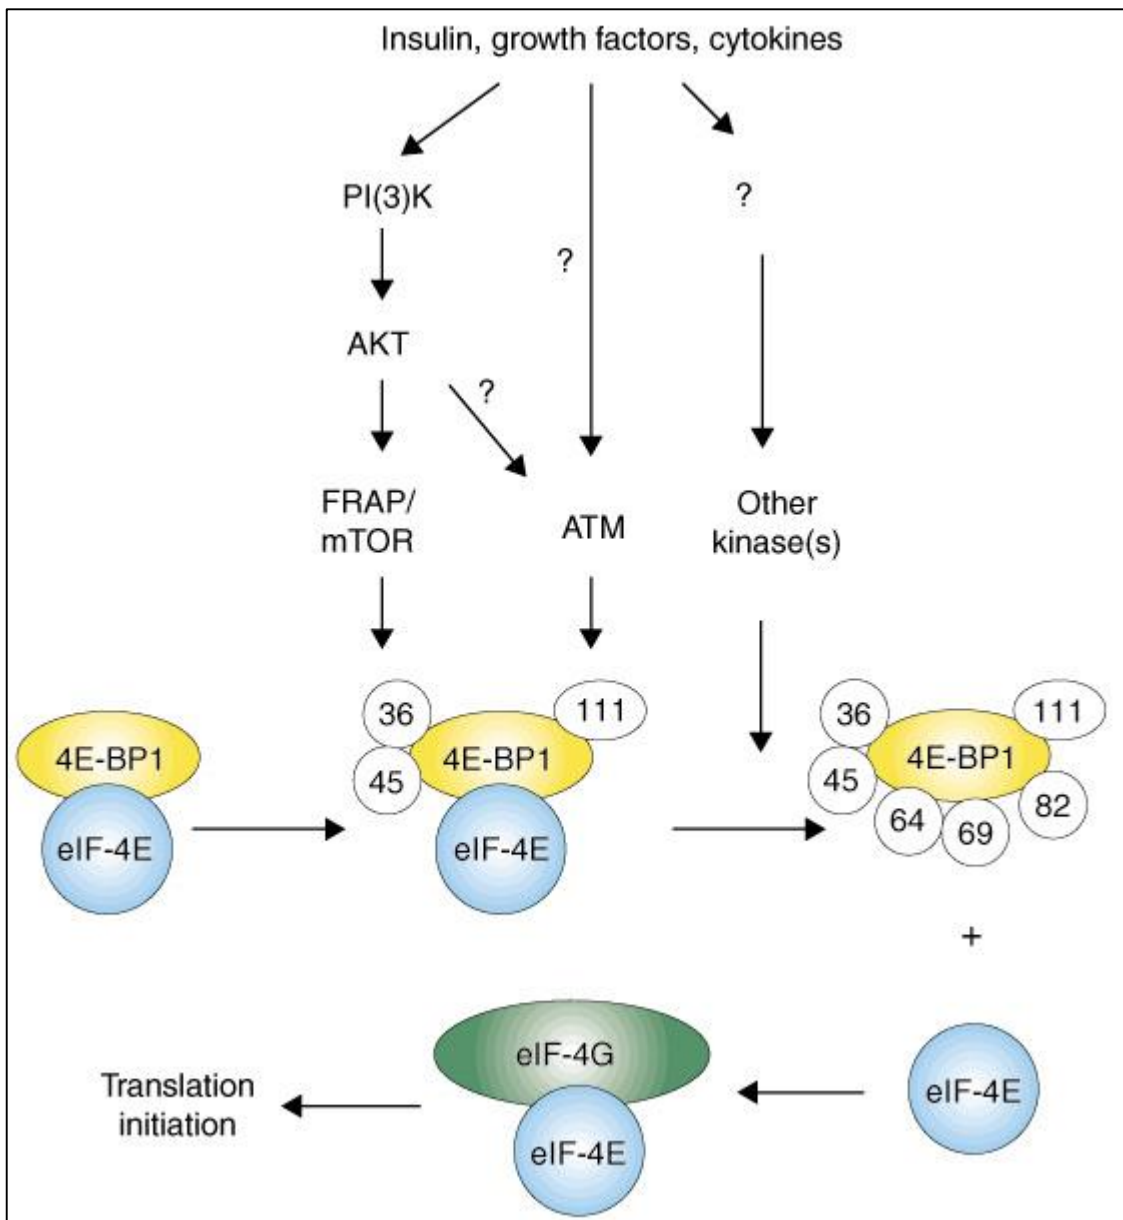 Insulin, growth factors, cytokines
PI(3)K
?
?
AKT
?
FRAP/
mTOR
ATM
Other
kinase(s)
36
111
45
4E-BP1
eIF-4E
4E-BP1
eIF-4E
36
111
45
4E-BP1
64
69
82
+
eIF-4G
eIF-4E
eIF-4E
Translation
initiation